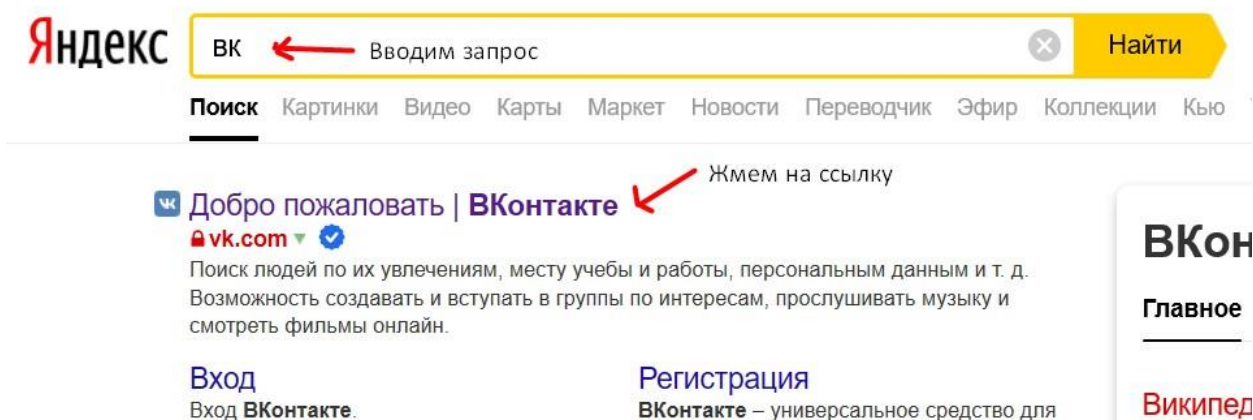 Яндекс
ВК
Вводим запрос
Найти
Поиск Картинки Видео Карты Маркет Новости Переводчик Эфир Коллекции Кью
Жмем на ссылку
Добро пожаловать | ВКонтакте
vk.com
Поиск людей по их увлечениям, месту учебы и работы, персональным данным и т. д.
Возможность создавать и вступать в группы по интересам, прослушивать музыку и
смотреть фильмы онлайн.
ВКон
Главное
Вход
Регистрация
Вход ВКонтакте.
ВКонтакте – универсальное средство для
Википед